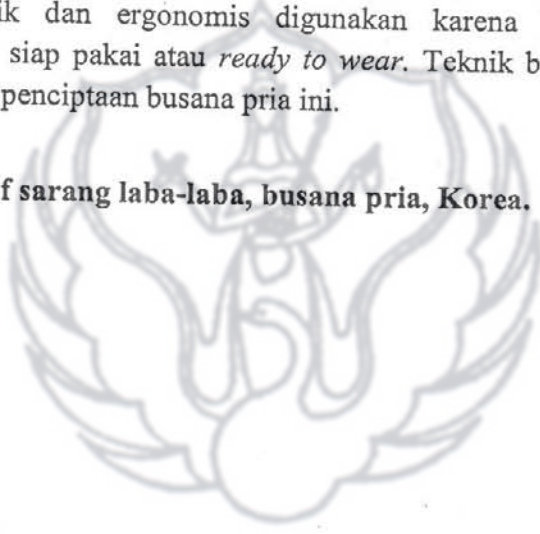 ik dan ergonomis digunakan karena
siap pakai atau ready to wear. Teknik b
penciptaan busana pria ini.
f sarang laba-laba, busana pria, Korea.